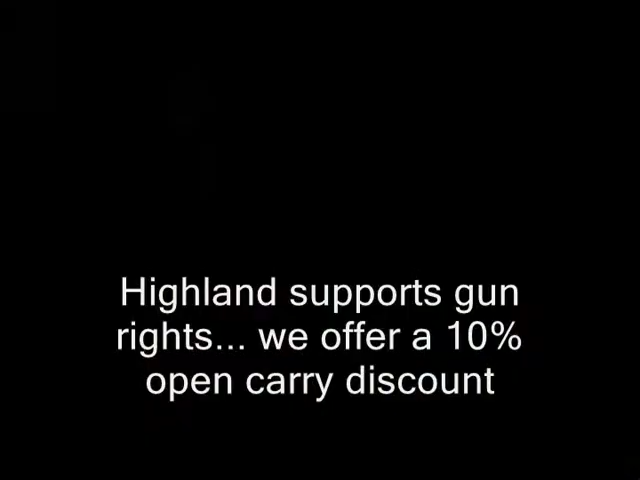 Highland supports gun
rights... we offer a 10%
open carry discount